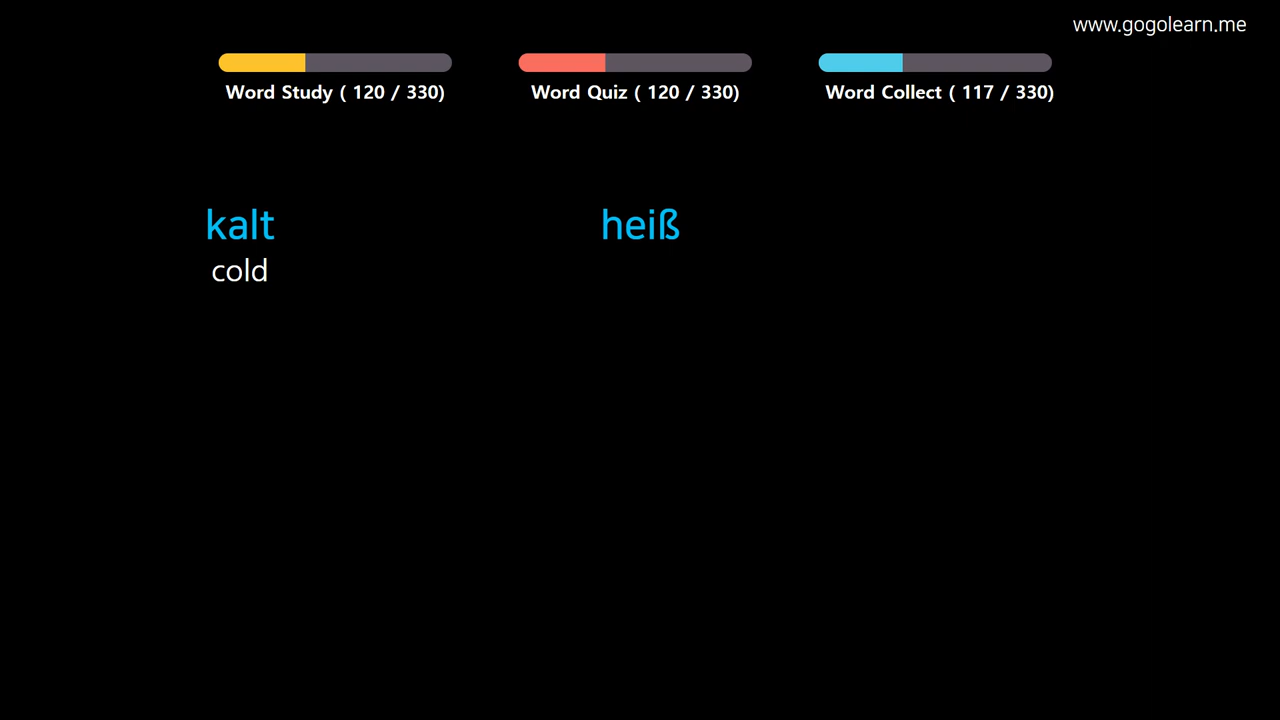 www.gogolearn.me
Word Study ( 120 / 330)
Word Quiz ( 120 / 330)
Word Collect ( 117 / 330)
kalt
heiß
cold